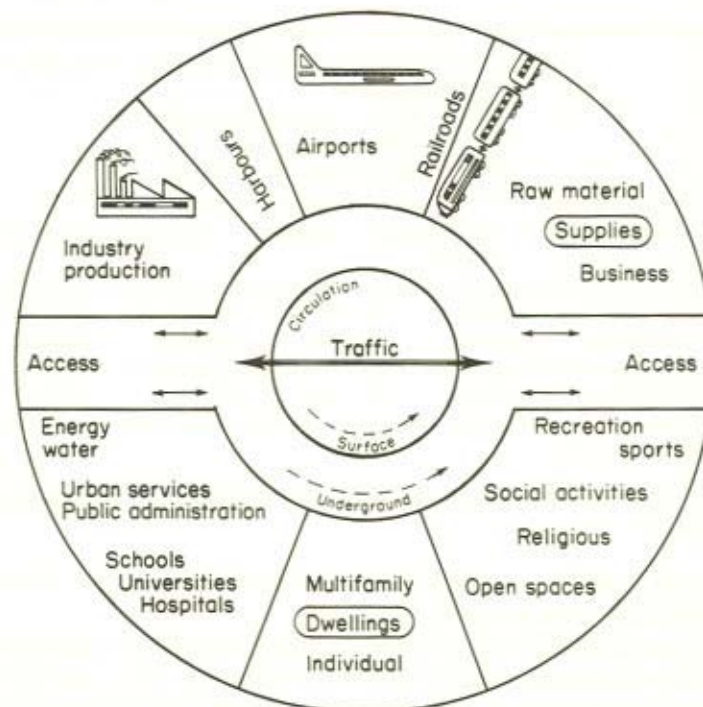 Harbours
Airports
Railroads
Raw material
Supplies
Business
Industry
production
Circulation
Traffic
Access
Access
Surface
Underground
Energy
water
Urban services
Public administration
Schools
Universities
Hospitals
Multifamily
Dwellings
Individual
Recreation
sports
Social activities
Religious
Open spaces